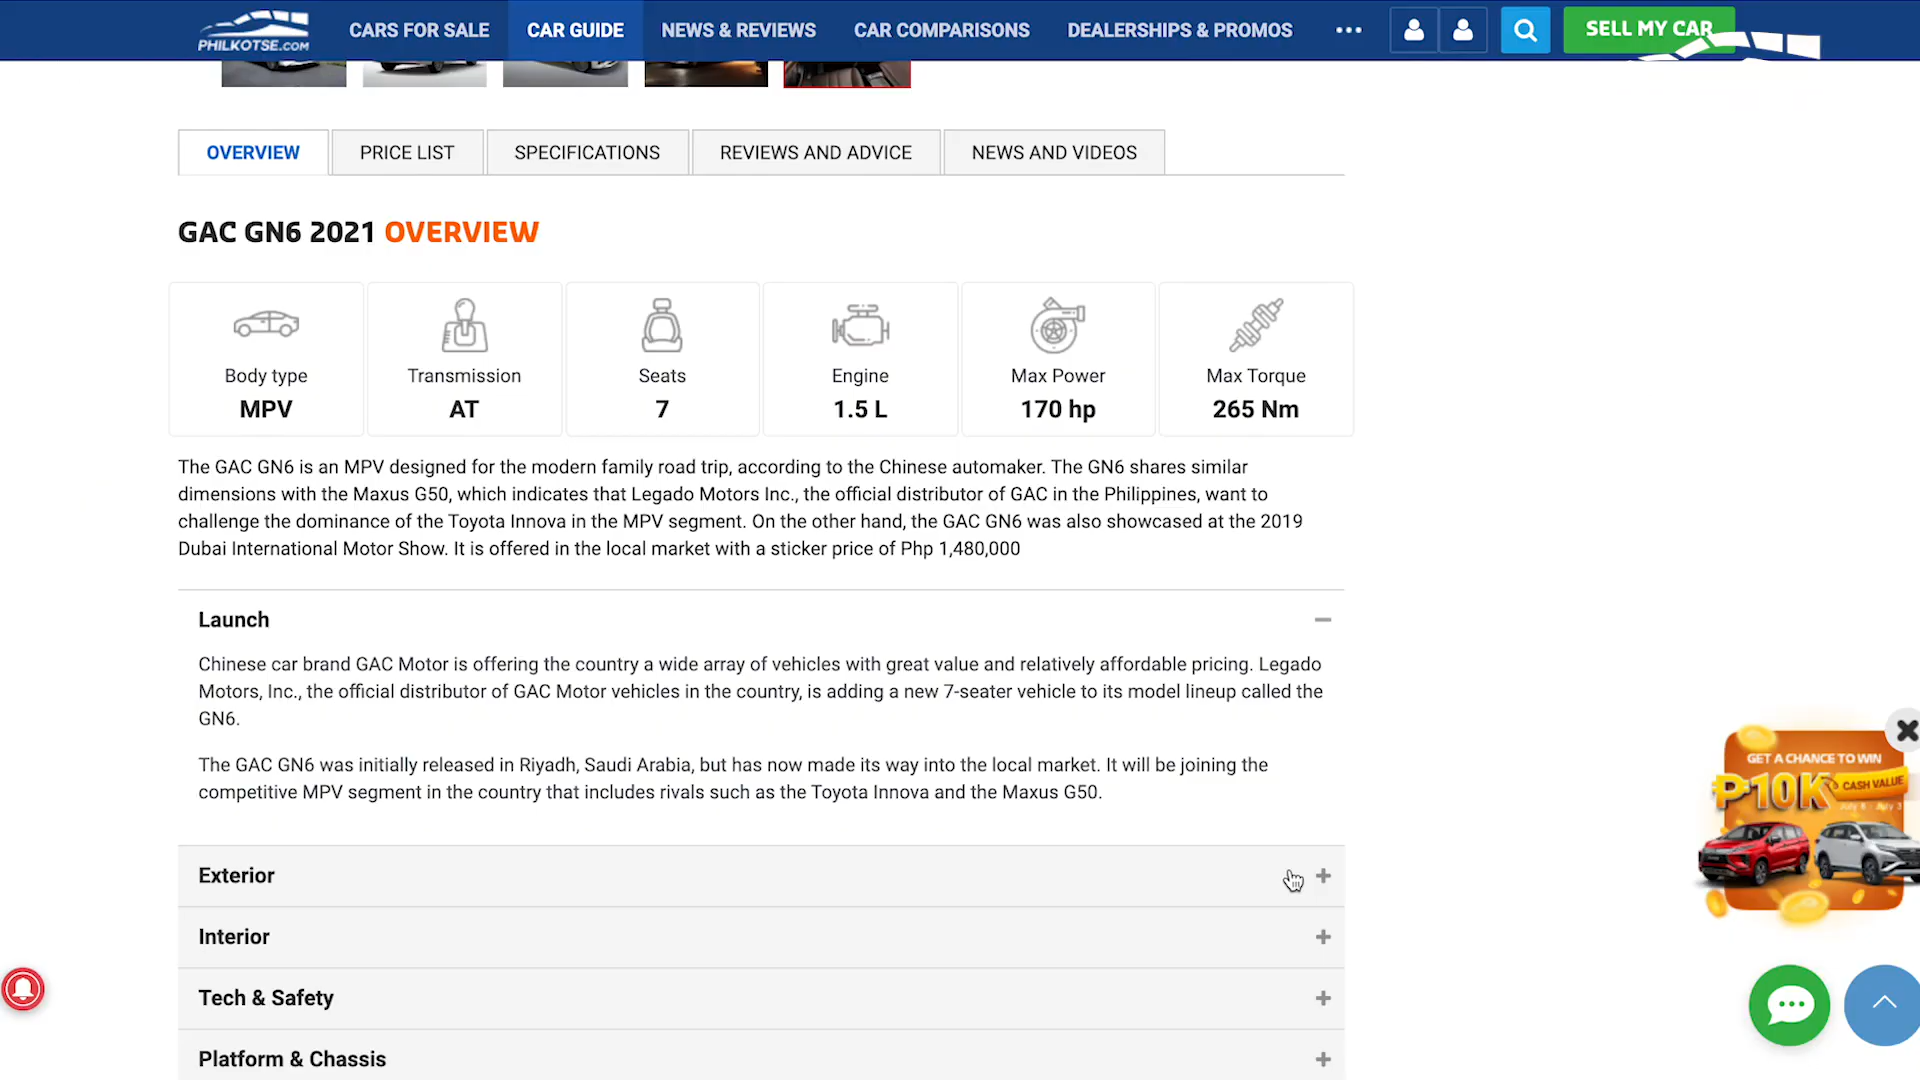 PHILKOTSE.COM
CARS FOR SALE
CAR GUIDE
NEWS & REVIEWS
CAR COMPARISONS
DEALERSHIPS & PROMOS
SELL MY CAR
OVERVIEW
PRICE LIST
SPECIFICATIONS
REVIEWS AND ADVICE
NEWS AND VIDEOS
GAC GN6 2021 OVERVIEW
Body type
MPV
Transmission
AT
Seats
7
Engine
1.5 L
Max Power
170 hp
Max Torque
265 Nm
The GAC GN6 is an MPV designed for the modern family road trip, according to the Chinese automaker. The GN6 shares similar
dimensions with the Maxus G50, which indicates that Legado Motors Inc., the official distributor of GAC in the Philippines, want to
challenge the dominance of the Toyota Innova in the MPV segment. On the other hand, the GAC GN6 was also showcased at the 2019
Dubai International Motor Show. It is offered in the local market with a sticker price of Php 1,480,000
Launch
Chinese car brand GAC Motor is offering the country a wide array of vehicles with great value and relatively affordable pricing. Legado
Motors, Inc., the official distributor of GAC Motor vehicles in the country, is adding a new 7-seater vehicle to its model lineup called the
GN6.
The GAC GN6 was initially released in Riyadh, Saudi Arabia, but has now made its way into the local market. It will be joining the
competitive MPV segment in the country that includes rivals such as the Toyota Innova and the Maxus G50.
GET A CHANCE TO WIN
₱10K
CASH VALUE
Exterior
Interior
Tech & Safety
Platform & Chassis